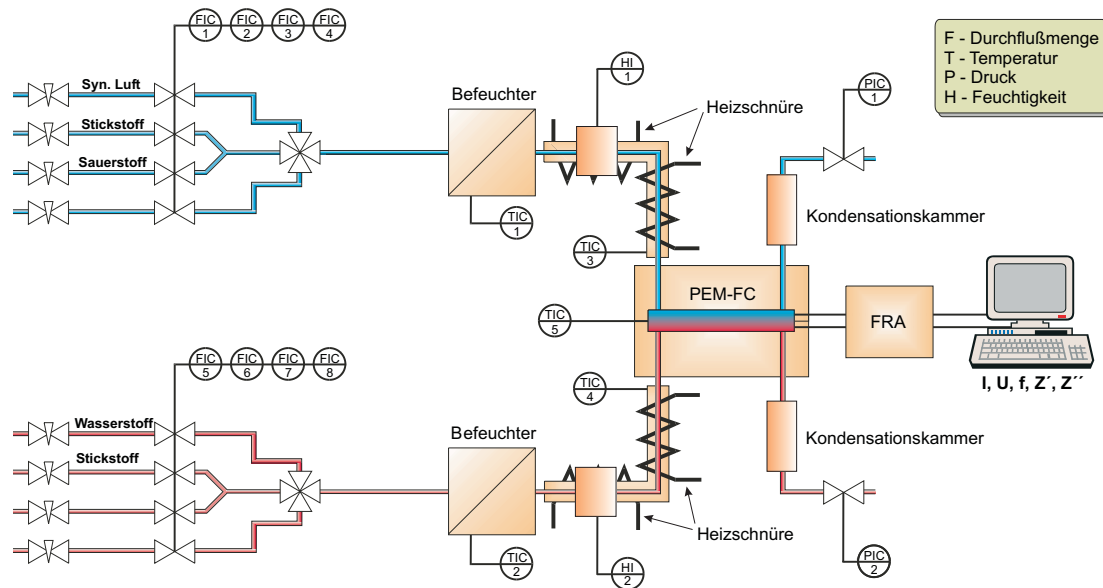 FIC 1
FIC 2
FIC 3
FIC 4
F - Durchflußmenge
T - Temperatur
P - Druck
H - Feuchtigkeit
HI 1
PIC 1
Syn. Luft
Stickstoff
Sauerstoff
Befeuchter
Heizschnüre
TIC 1
Kondensationskammer
TIC 3
PEM-FC
FRA
TIC 5
I, U, f, Z´, Z´´
FIC 5
FIC 6
FIC 7
FIC 8
TIC 4
Wasserstoff
Stickstoff
Befeuchter
Kondensationskammer
Heizschnüre
TIC 2
HI 2
PIC 2